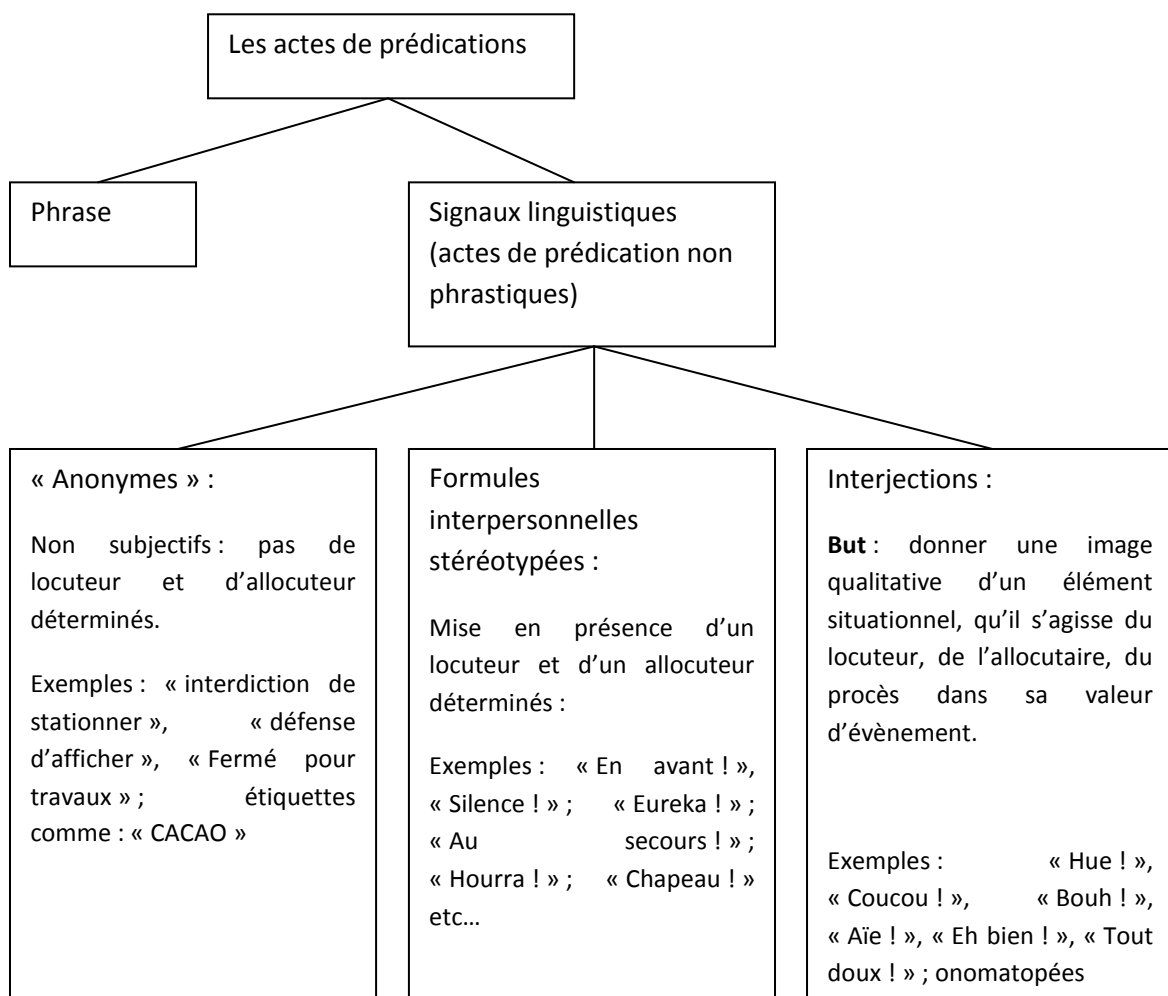 Les actes de prédications
Phrase
Signaux linguistiques
(actes de prédication non
phrastiques)
« Anonymes » :
Non subjectifs : pas de
locuteur et d’allocuteur
déterminés.
Exemples : « interdiction de
stationner », « défense
d’afficher », « Fermé pour
travaux » ; étiquettes
comme : « CACAO »
Formules
interpersonnelles
stéréotypées :
Mise en présence d’un
locuteur et d’un allocuteur
déterminés :
Exemples : « En avant ! »,
« Silence ! » ; « Eureka ! » ;
« Au secours ! » ;
« Hourra ! » ; « Chapeau ! »
etc…
Interjections :
But : donner une image
qualitative d’un élément
situationnel, qu’il s’agisse du
locuteur, de l’allocutaire, du
procès dans sa valeur
d’évènement.
Exemples : « Hue ! »,
« Coucou ! », « Bouh ! »,
« Aïe ! », « Eh bien ! », « Tout
doux ! » ; onomatopées